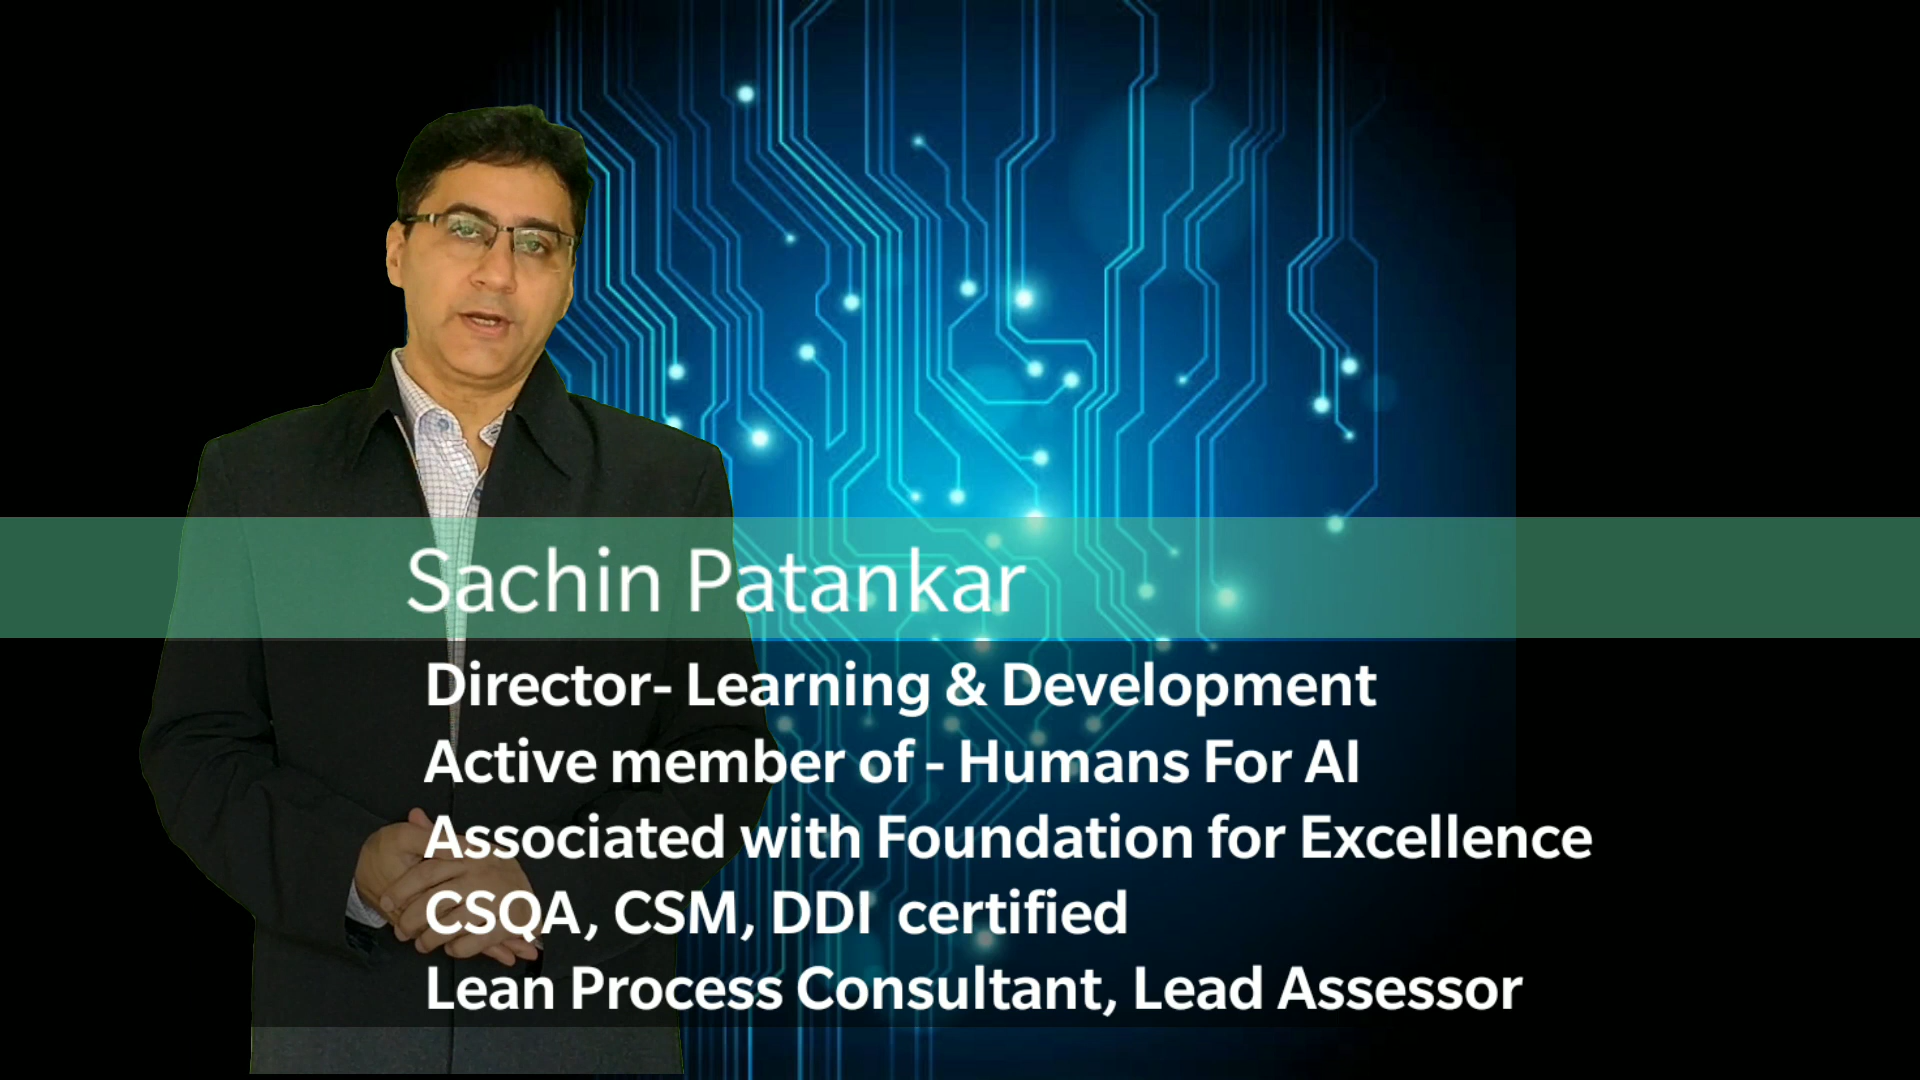 Sachin Patankar
Director- Learning & Development
Active member of - Humans For AI
Associated with Foundation for Excellence
CSQA, CSM, DDI certified
Lean Process Consultant, Lead Assessor